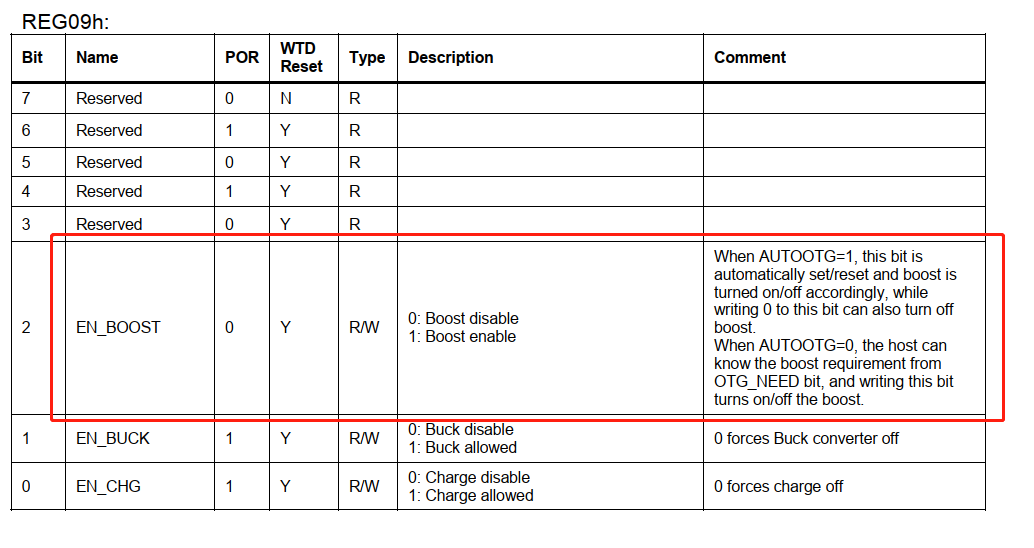 REG09h:
Bit Name POR WTD Reset Type Description Comment
7 Reserved 0 N R
6 Reserved 1 Y R
5 Reserved 0 Y R
4 Reserved 1 Y R
3 Reserved 0 Y R
2 EN_BOOST 0 Y R/W
0: Boost disable
1: Boost enable
When AUTOOTG=1, this bit is
automatically set/reset and boost is
turned on/off accordingly, while
writing 0 to this bit can also turn off
boost.
When AUTOOTG=0, the host can
know the boost requirement from
OTG_NEED bit, and writing this bit
turns on/off the boost.
1 EN_BUCK 1 Y R/W
0: Buck disable
1: Buck allowed
0 forces Buck converter off
0 EN_CHG 1 Y R/W
0: Charge disable
1: Charge allowed
0 forces charge off